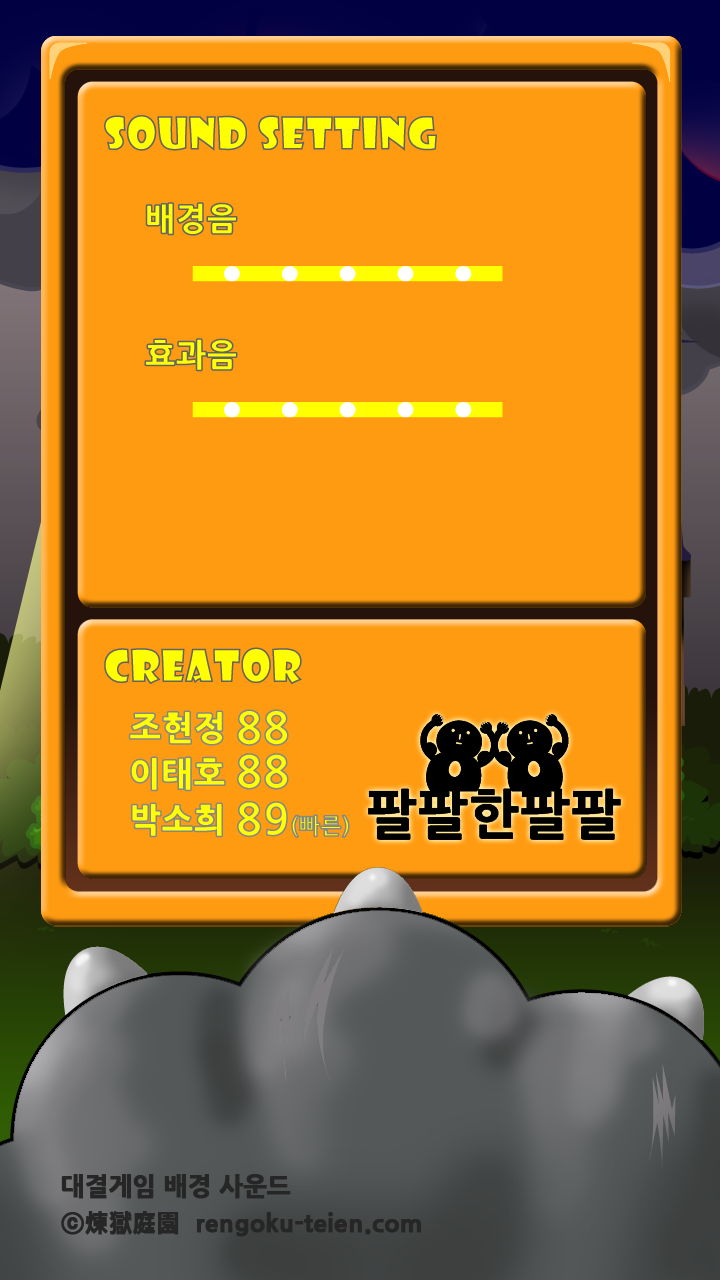 SOUND SETTING
배경음
효과음
CREATOR
조현정 88
이태호 88
박소희 89(빠른)
팔팔한팔팔
대결게임 배경 사운드
©煉獄庭園 rengoku-teien.com